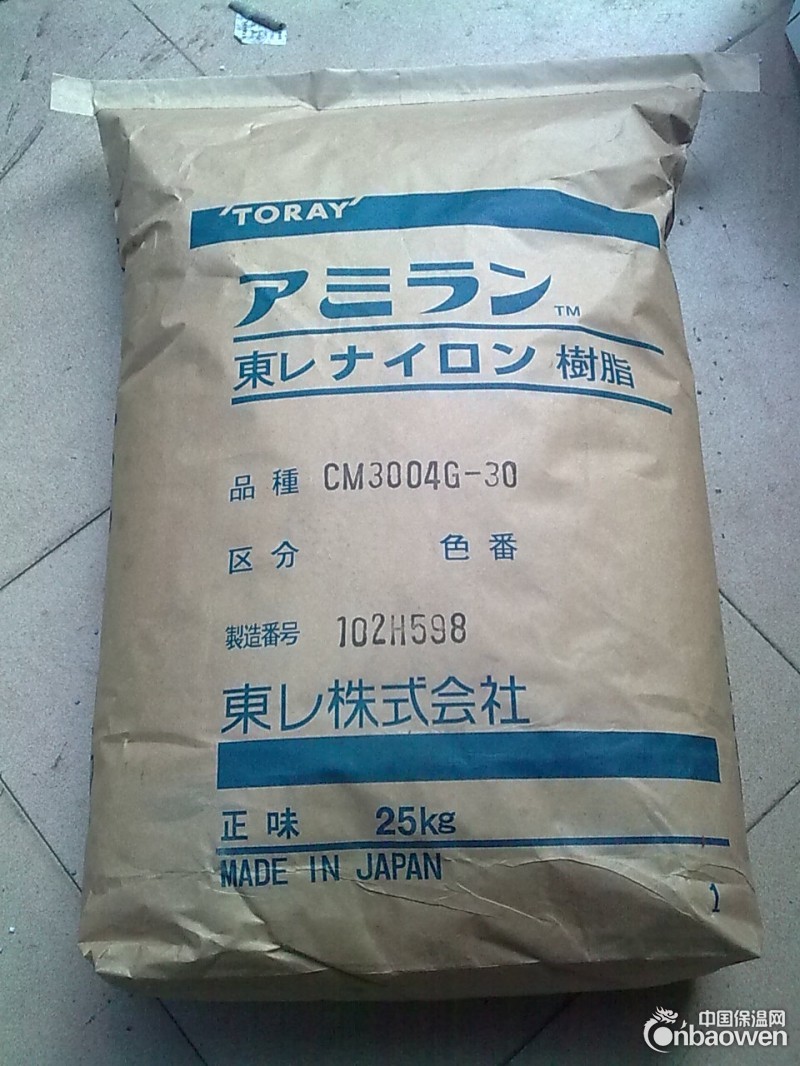 'TORAY'
アミラン™
東レナイロン 樹脂
品種 CM3004G-30
区分 色番
製造番号 102H598
東レ株式会社
正味 25kg
MADE IN JAPAN
1
中国保温网
cnbaowen